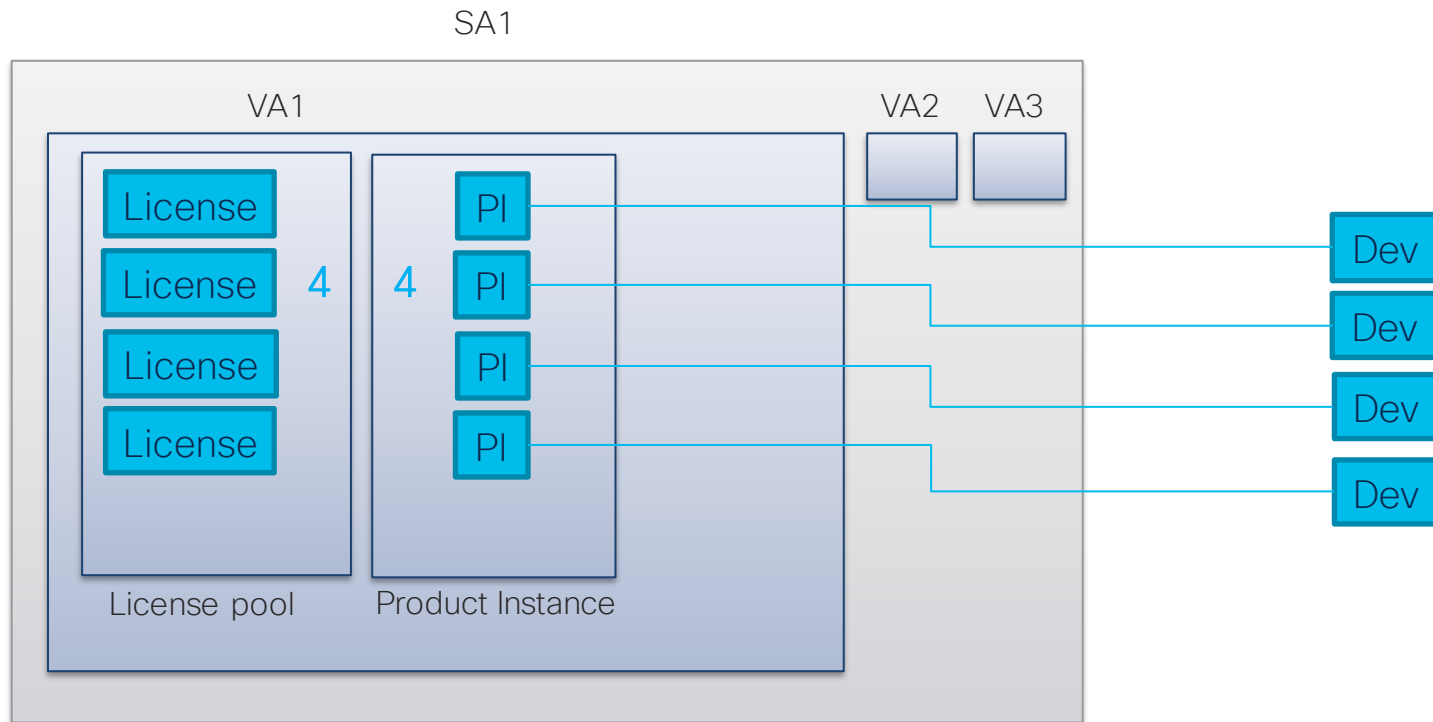 SA1
VA1
VA2
VA3
License
License
License
License
4
4
PI
PI
PI
PI
Dev
Dev
Dev
Dev
License pool
Product Instance